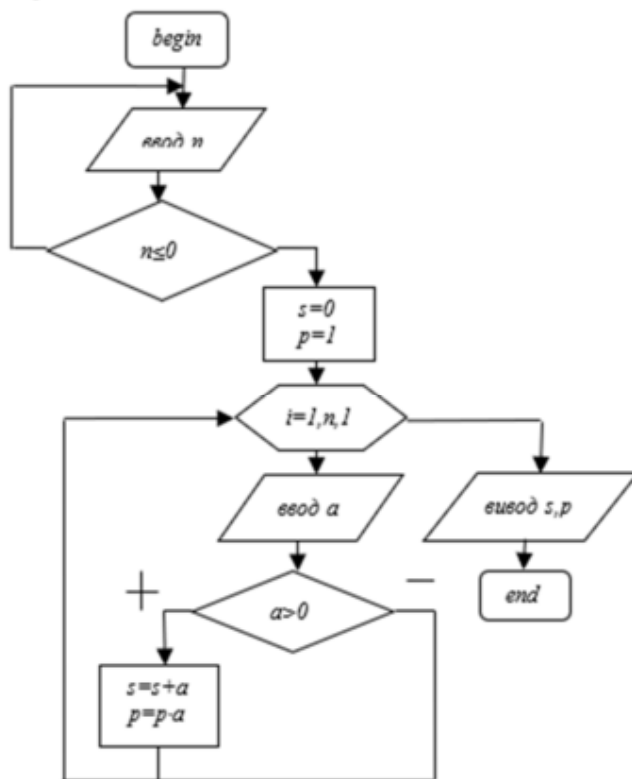 begin
ввод n
n≤0
s=0
p=1
i=1,n,1
ввод a
вывод s,p
+
−
a>0
end
s=s+a
p=p·a